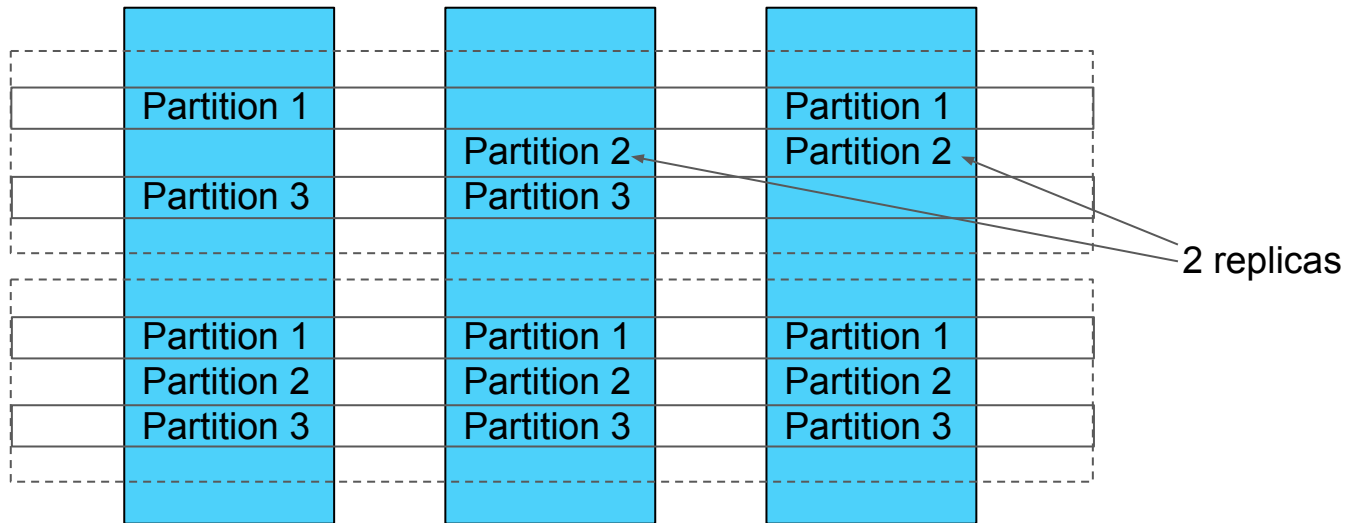 Partition 1 Partition 1
Partition 2 Partition 2
Partition 3 Partition 3
2 replicas
Partition 1 Partition 1 Partition 1
Partition 2 Partition 2 Partition 2
Partition 3 Partition 3 Partition 3